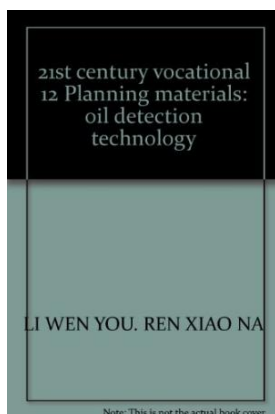 21st century vocational
12 Planning materials:
oil detection
technology
LI WEN YOU. REN XIAO NA
Note: This is not the actual book cover